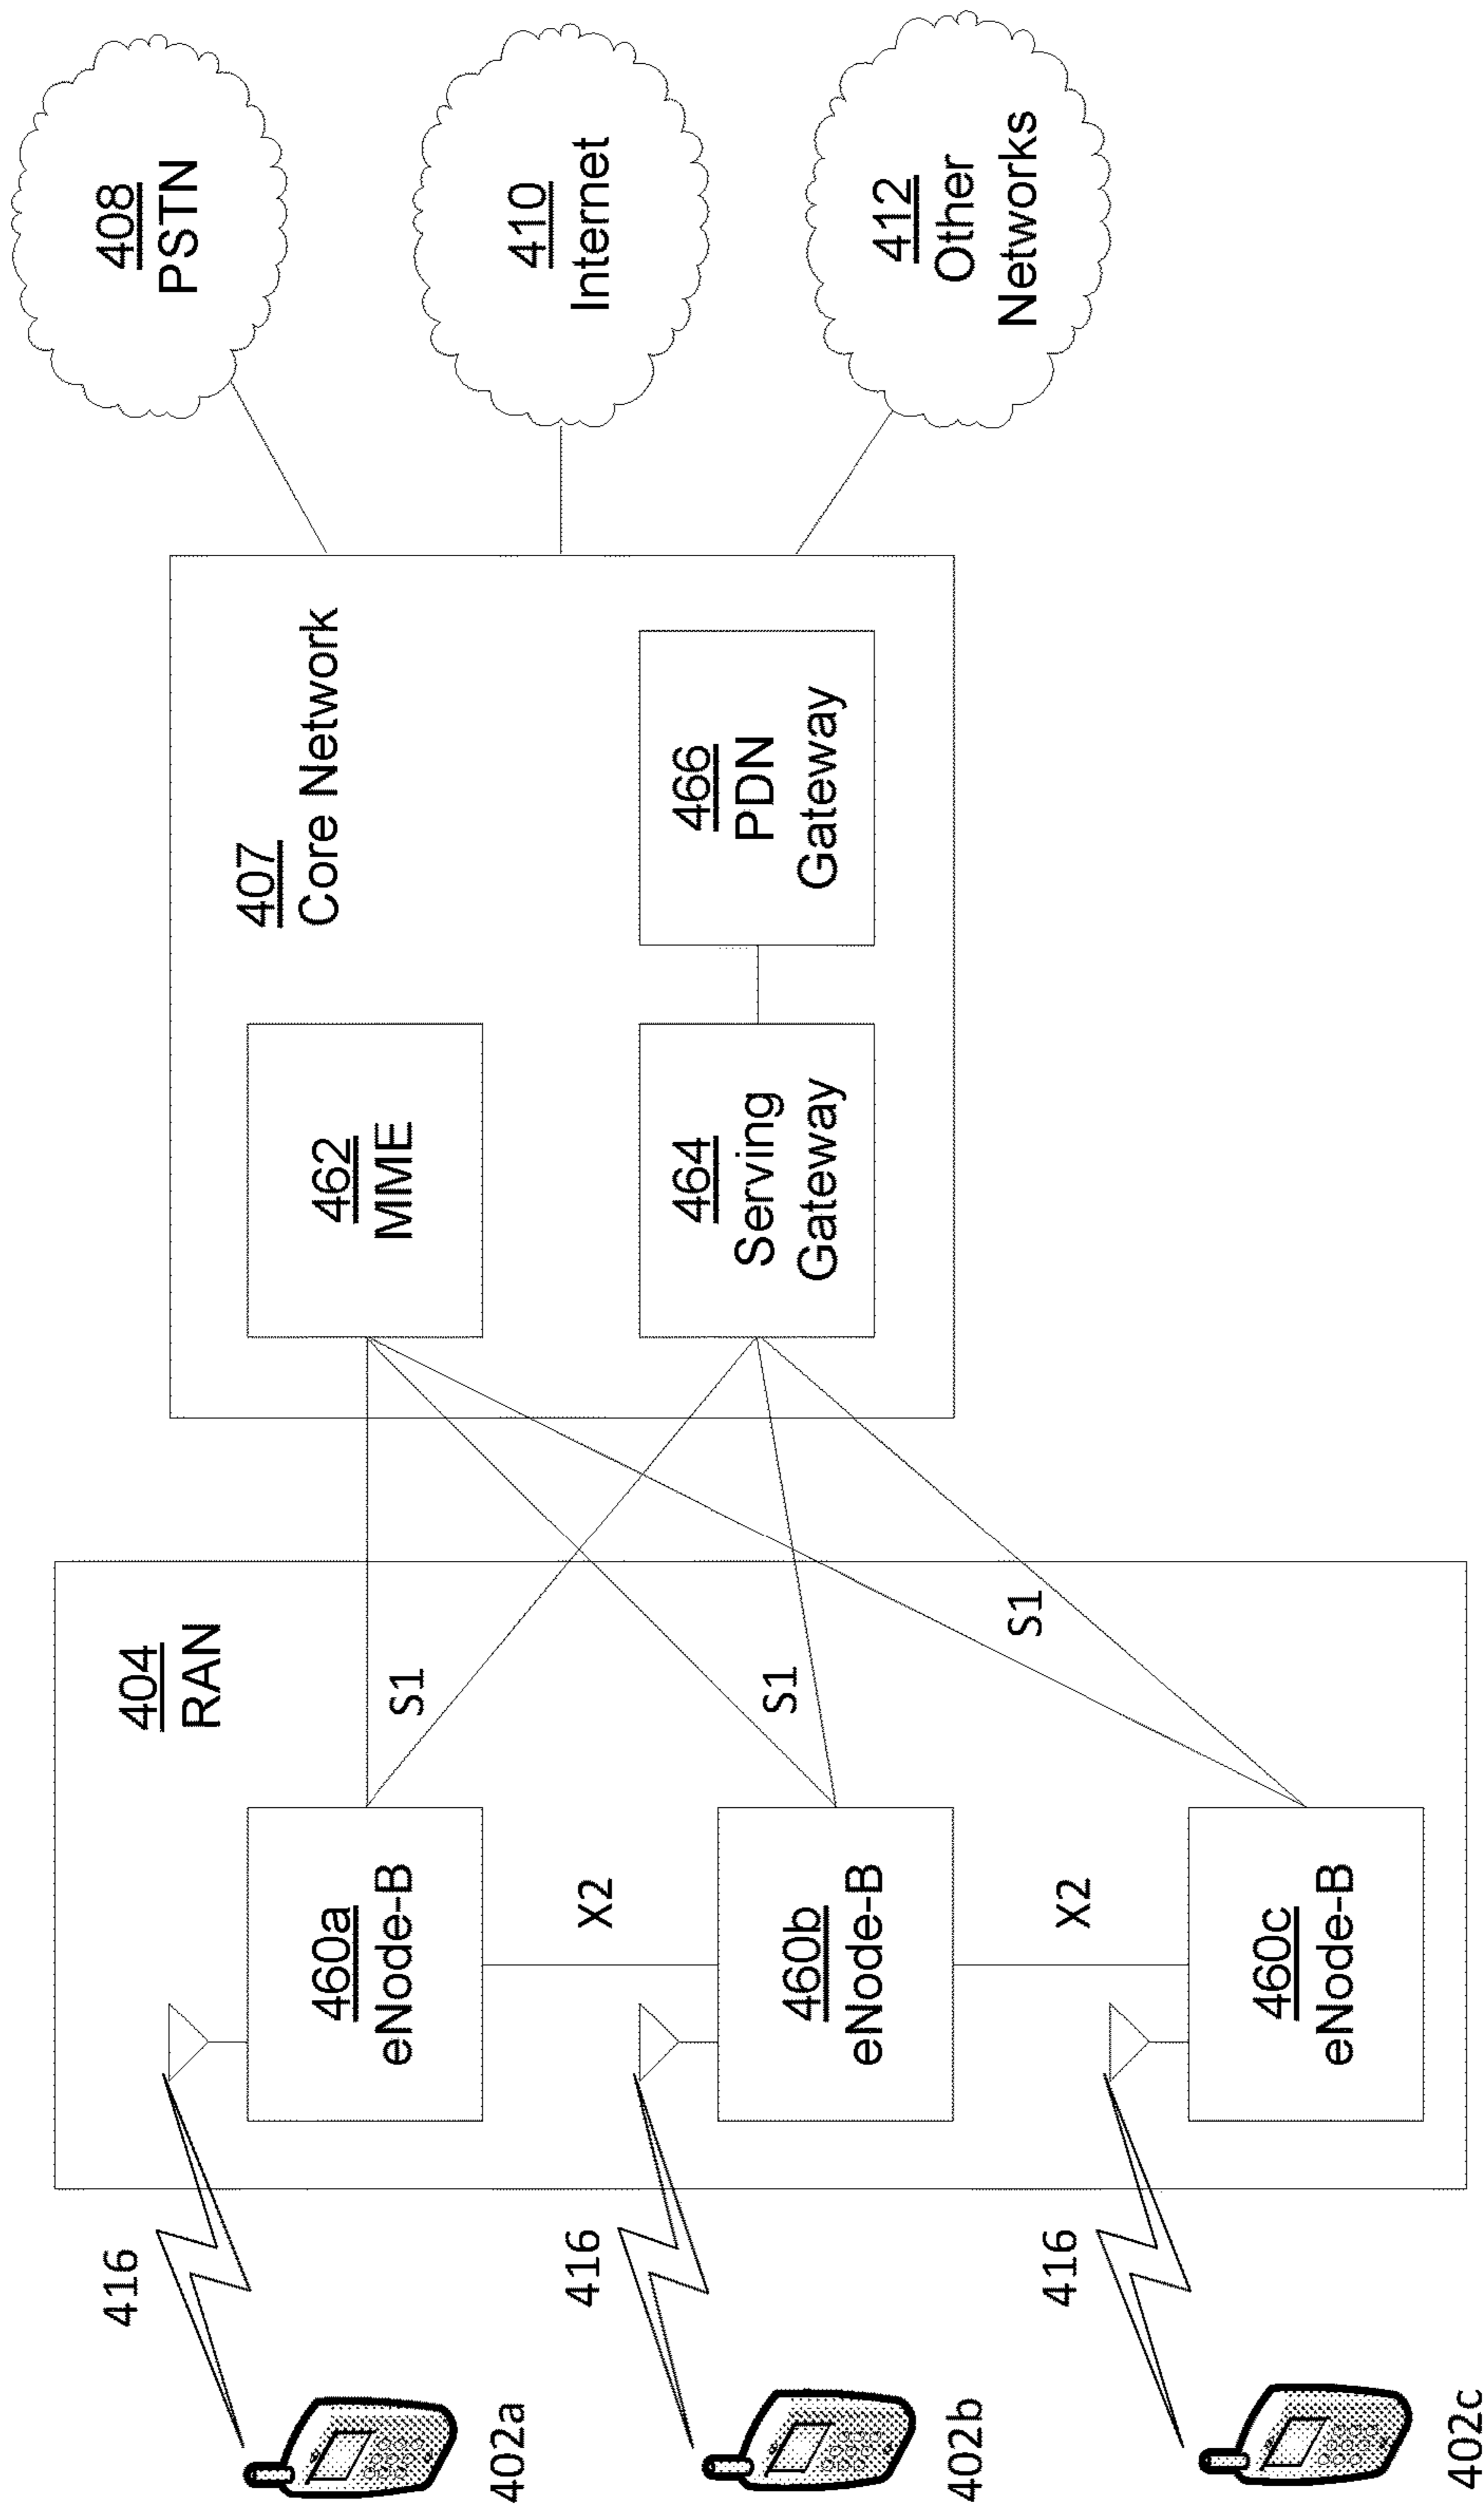 416
402a
416
402b
416
402c
404
RAN
460a
eNode-B
X2
460b
eNode-B
X2
460c
eNode-B
S1
S1
S1
407
Core Network
462
MME
464
Serving
Gateway
466
PDN
Gateway
408
PSTN
410
Internet
412
Other
Networks